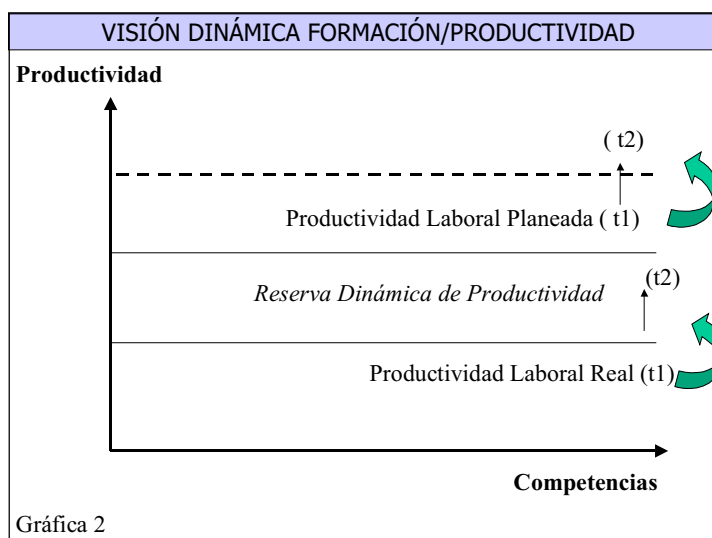 VISIÓN DINÁMICA FORMACIÓN/PRODUCTIVIDAD
Productividad
( t2)
Productividad Laboral Planeada ( t1)
(t2)
Reserva Dinámica de Productividad
Productividad Laboral Real (t1)
Competencias
Gráfica 2